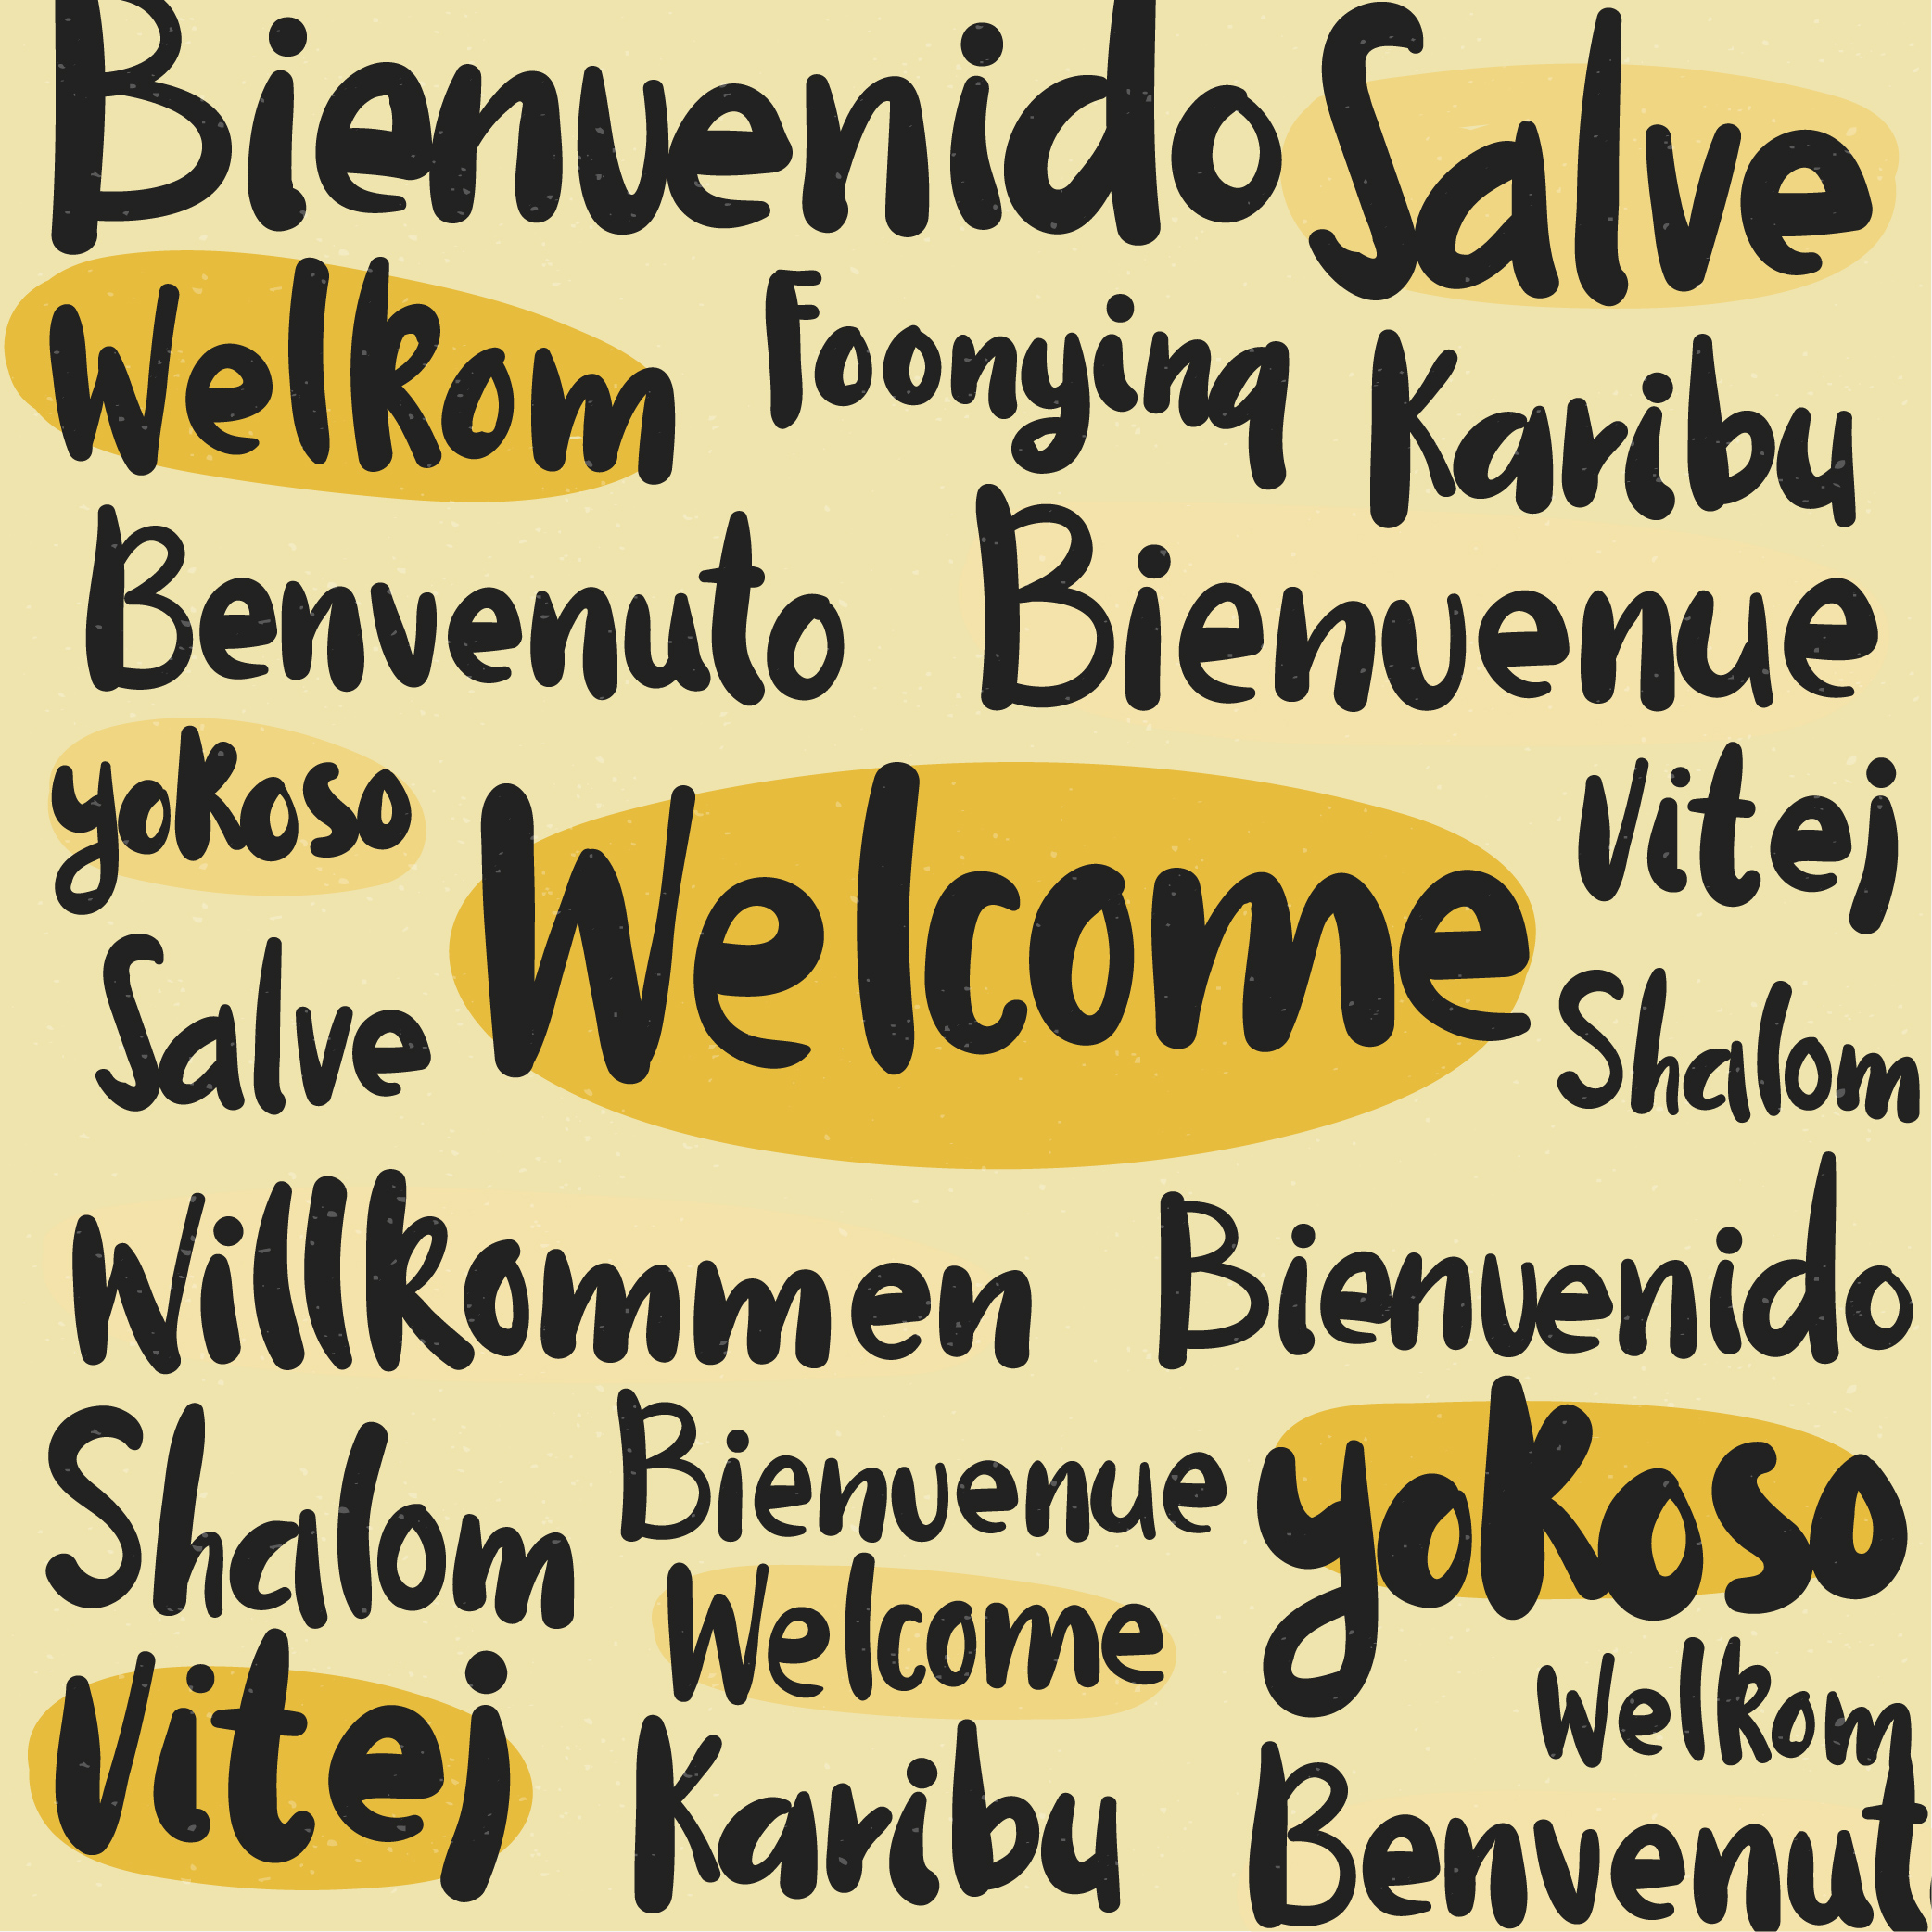 Bienvenido Salve
Welkom Foonyinq Karibu
Benvenuto Bienvenue
yokoso Welcome Vitej
Salve Shalom
Willkommen Bienvenido
Shalom Bienvenue yokoso
Welcome
Vitej Karibu Welkom
Benvenut